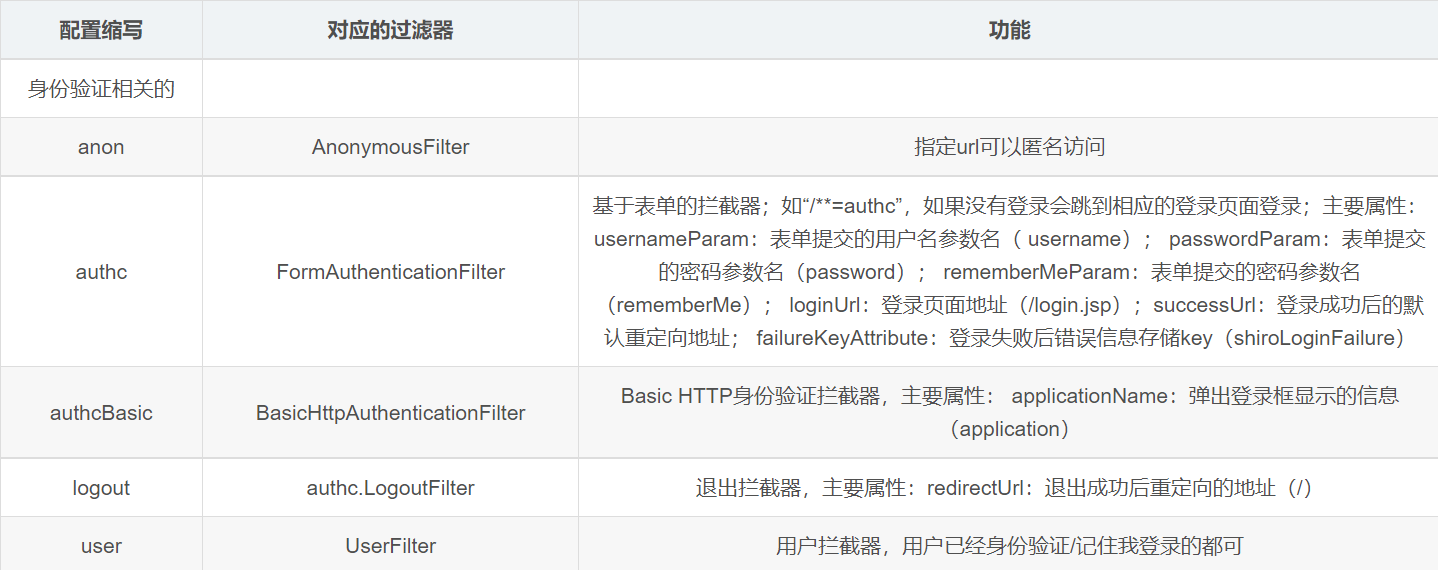 配置缩写 对应的过滤器 功能
身份验证相关的
anon AnonymousFilter 指定url可以匿名访问
authc FormAuthenticationFilter 基于表单的拦截器；如“/**=authc”，如果没有登录会跳到相应的登录页面登录；主要属性：
usernameParam：表单提交的用户名参数名（ username）； passwordParam：表单提交
的密码参数名（password）； rememberMeParam：表单提交的密码参数名
（rememberMe）； loginUrl：登录页面地址（/login.jsp）；successUrl：登录成功后的默
认重定向地址； failureKeyAttribute：登录失败后错误信息存储key（shiroLoginFailure）
authcBasic BasicHttpAuthenticationFilter Basic HTTP身份验证拦截器，主要属性： applicationName：弹出登录框显示的信息
（application）
logout authc.LogoutFilter 退出拦截器，主要属性：redirectUrl：退出成功后重定向的地址（/）
user UserFilter 用户拦截器，用户已经身份验证/记住我登录的都可